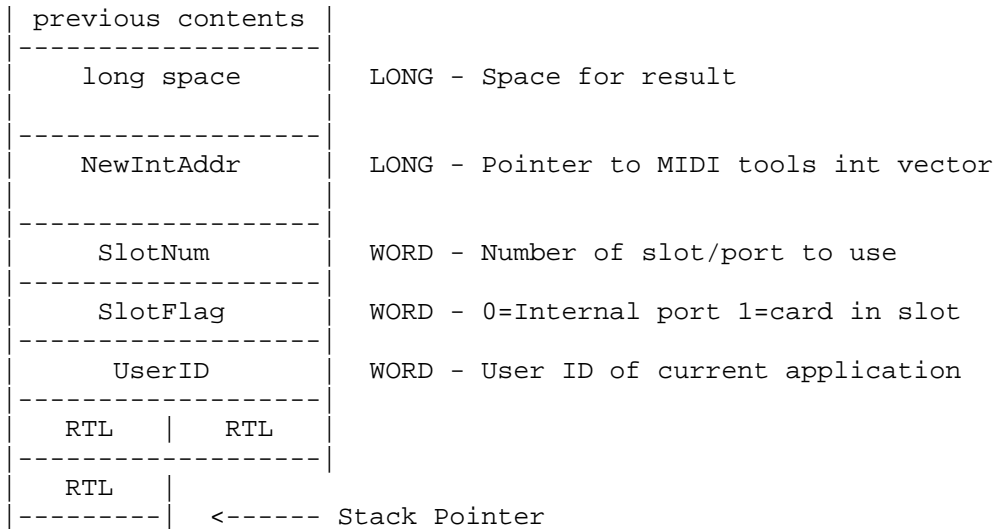 | previous contents |
|-------------------|
| long space | LONG - Space for result
|-------------------|
| NewIntAddr | LONG - Pointer to MIDI tools int vector
|-------------------|
| SlotNum | WORD - Number of slot/port to use
|-------------------|
| SlotFlag | WORD - 0=Internal port 1=card in slot
|-------------------|
| UserID | WORD - User ID of current application
|-------------------|
| RTL | RTL |
|-------------------|
| RTL |
|---------| <------ Stack Pointer